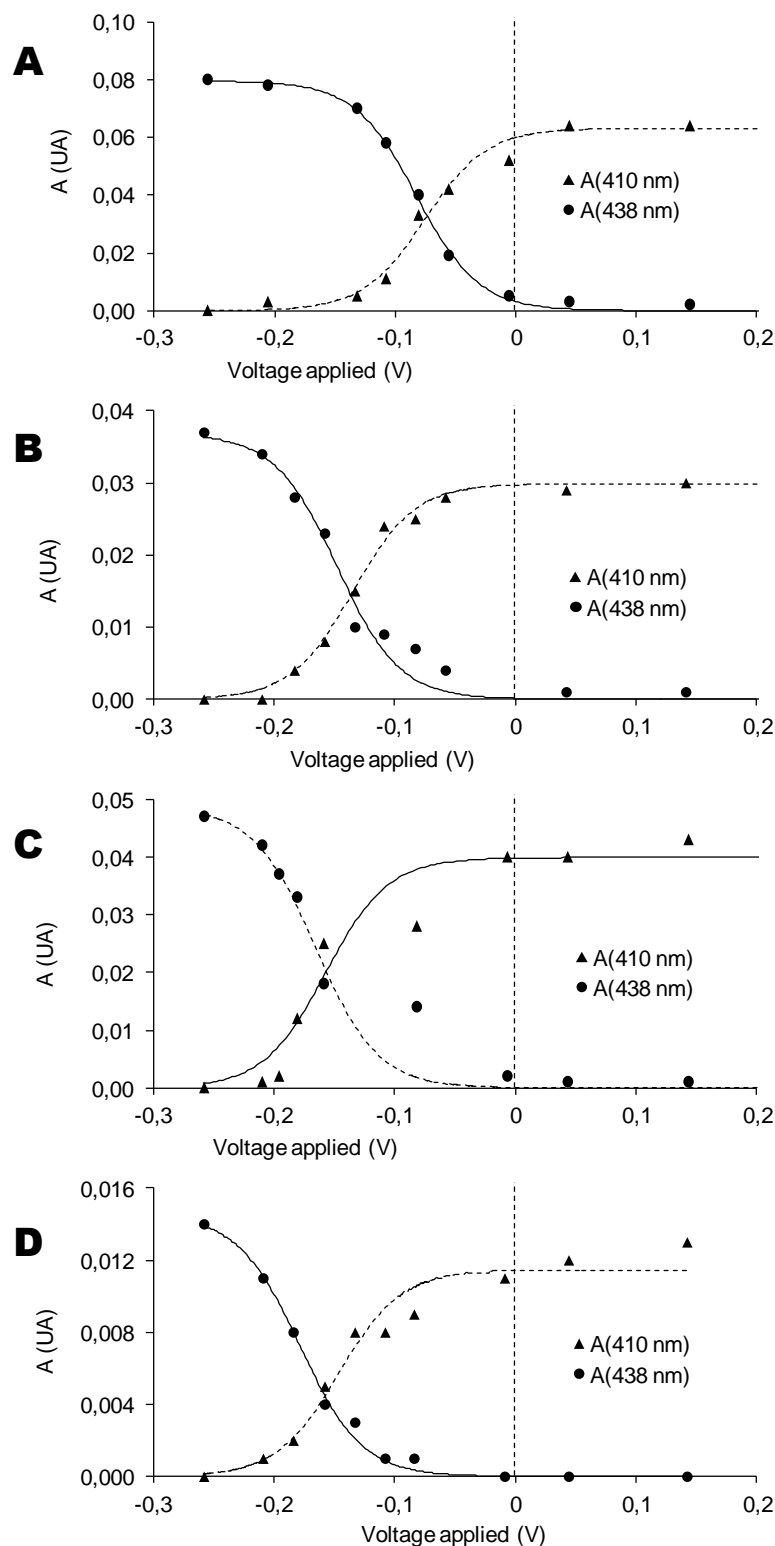 A
0,10
0,08
0,06
0,04
0,02
0,00
A (UA)
A(410 nm)
A(438 nm)
-0,3 -0,2 -0,1 0 0,1 0,2
Voltage applied (V)
B
0,04
0,03
0,02
0,01
0,00
A (UA)
A(410 nm)
A(438 nm)
-0,3 -0,2 -0,1 0 0,1 0,2
Voltage applied (V)
C
0,05
0,04
0,03
0,02
0,01
0,00
A (UA)
A(410 nm)
A(438 nm)
-0,3 -0,2 -0,1 0 0,1 0,2
Voltage applied (V)
D
0,016
0,012
0,008
0,004
0,000
A (UA)
A(410 nm)
A(438 nm)
-0,3 -0,2 -0,1 0 0,1 0,2
Voltage applied (V)